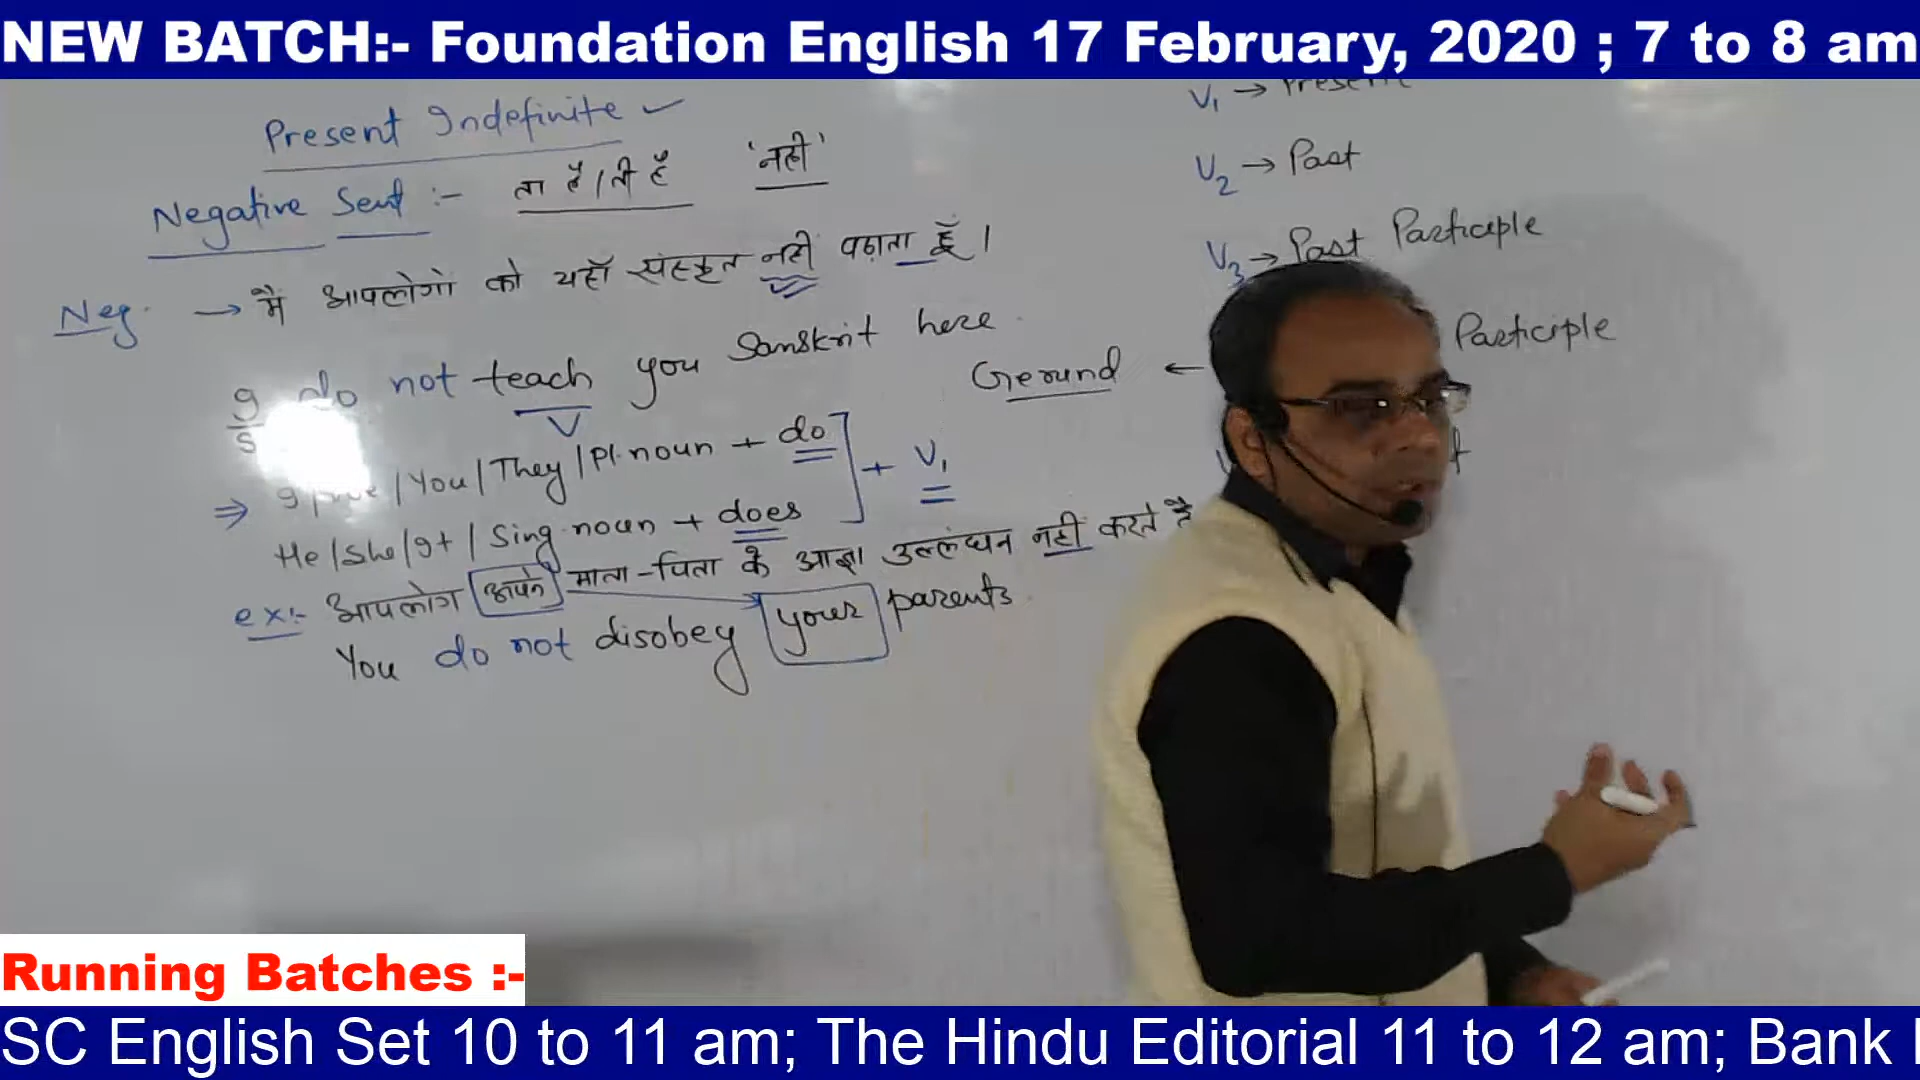 NEW BATCH:- Foundation English 17 February, 2020 ; 7 to 8 am
Present Indefinite ✓
Negative Sent :- ता है / ती है 'नहीं'
Neg. → मैं आपलोगों को यहाँ संस्कृत नहीं पढ़ाता हूँ।
I do not teach you Sanskrit here.
S V
⇒ I / we / You / They / Pl. noun + do ] + V1
He / She / It / Sing. noun + does
ex:- आपलोग आपके माता-पिता के आज्ञा उल्लंघन नहीं करते है
You do not disobey your parents
V1 → Present
V2 → Past
V3 → Past Participle
Gerund ← Participle
Running Batches :-
SC English Set 10 to 11 am; The Hindu Editorial 11 to 12 am; Bank